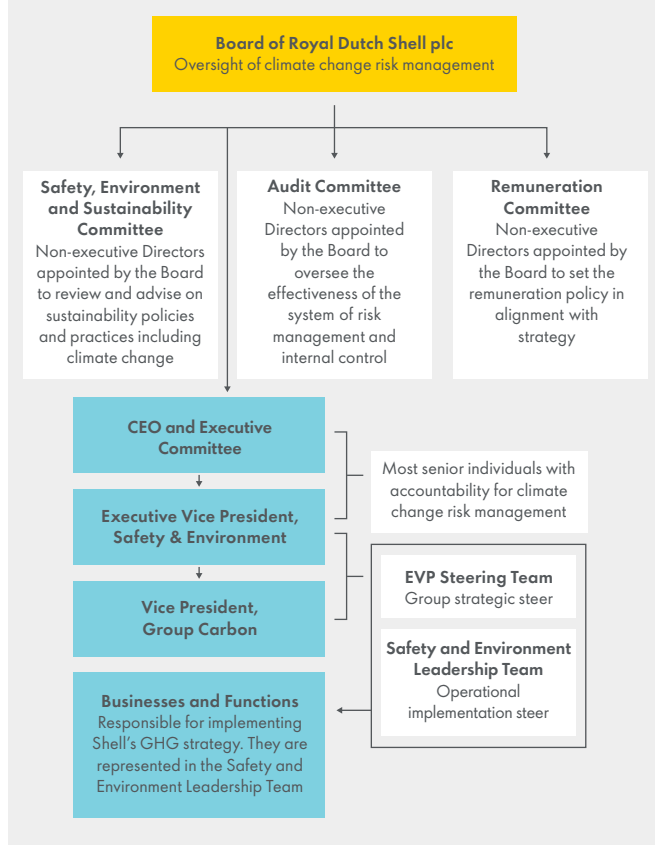 Board of Royal Dutch Shell plc
Oversight of climate change risk management
Safety, Environment
and Sustainability
Committee
Non-executive Directors
appointed by the Board
to review and advise on
sustainability policies
and practices including
climate change
Audit Committee
Non-executive
Directors appointed
by the Board to
oversee the
effectiveness of the
system of risk
management and
internal control
Remuneration
Committee
Non-executive
Directors appointed by
the Board to set the
remuneration policy in
alignment with
strategy
CEO and Executive
Committee
Most senior individuals with
accountability for climate
change risk management
Executive Vice President,
Safety & Environment
EVP Steering Team
Group strategic steer
Vice President,
Group Carbon
Safety and Environment
Leadership Team
Operational
implementation steer
Businesses and Functions
Responsible for implementing
Shell's GHG strategy. They are
represented in the Safety and
Environment Leadership Team